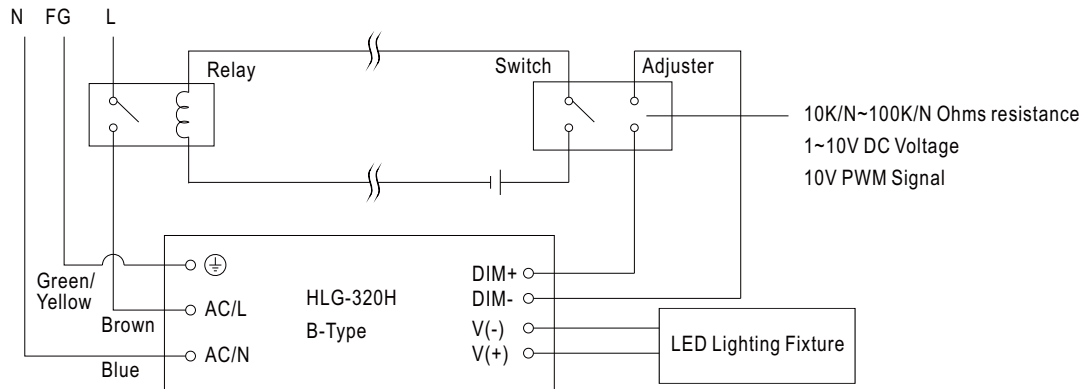 N FG L
Relay
Switch
Adjuster
10K/N~100K/N Ohms resistance
1~10V DC Voltage
10V PWM Signal
Green/
Yellow
Brown
Blue
AC/L
AC/N
HLG-320H
B-Type
DIM+
DIM-
V(-)
V(+)
LED Lighting Fixture